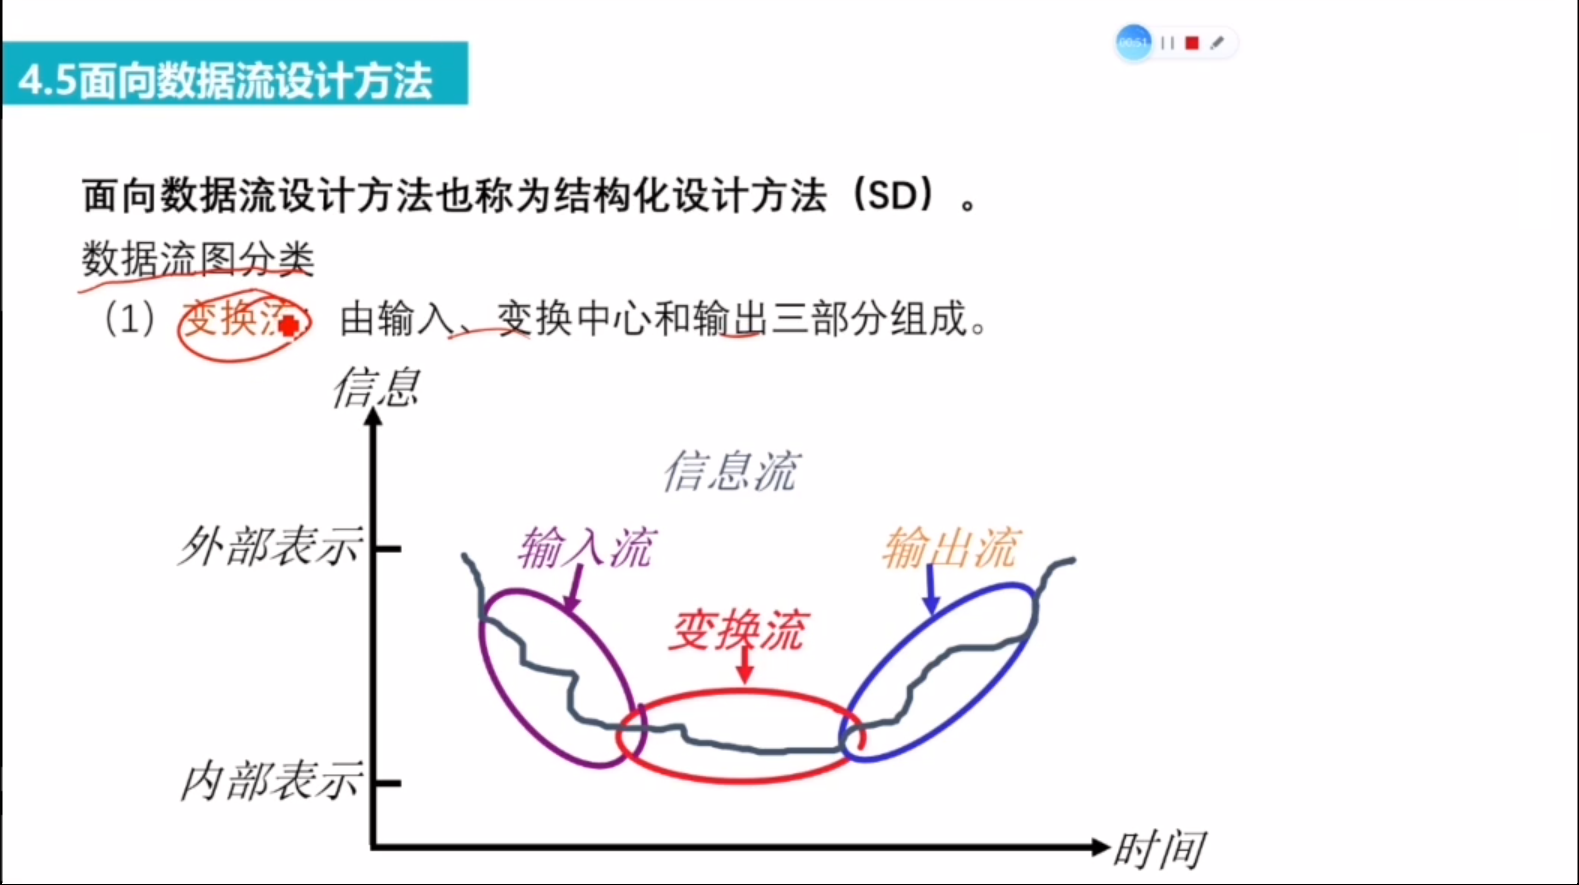 00:51
4.5面向数据流设计方法
面向数据流设计方法也称为结构化设计方法（SD）。
数据流图分类
（1）变换流：由输入、变换中心和输出三部分组成。
信息
信息流
外部表示
输入流
输出流
变换流
内部表示
时间